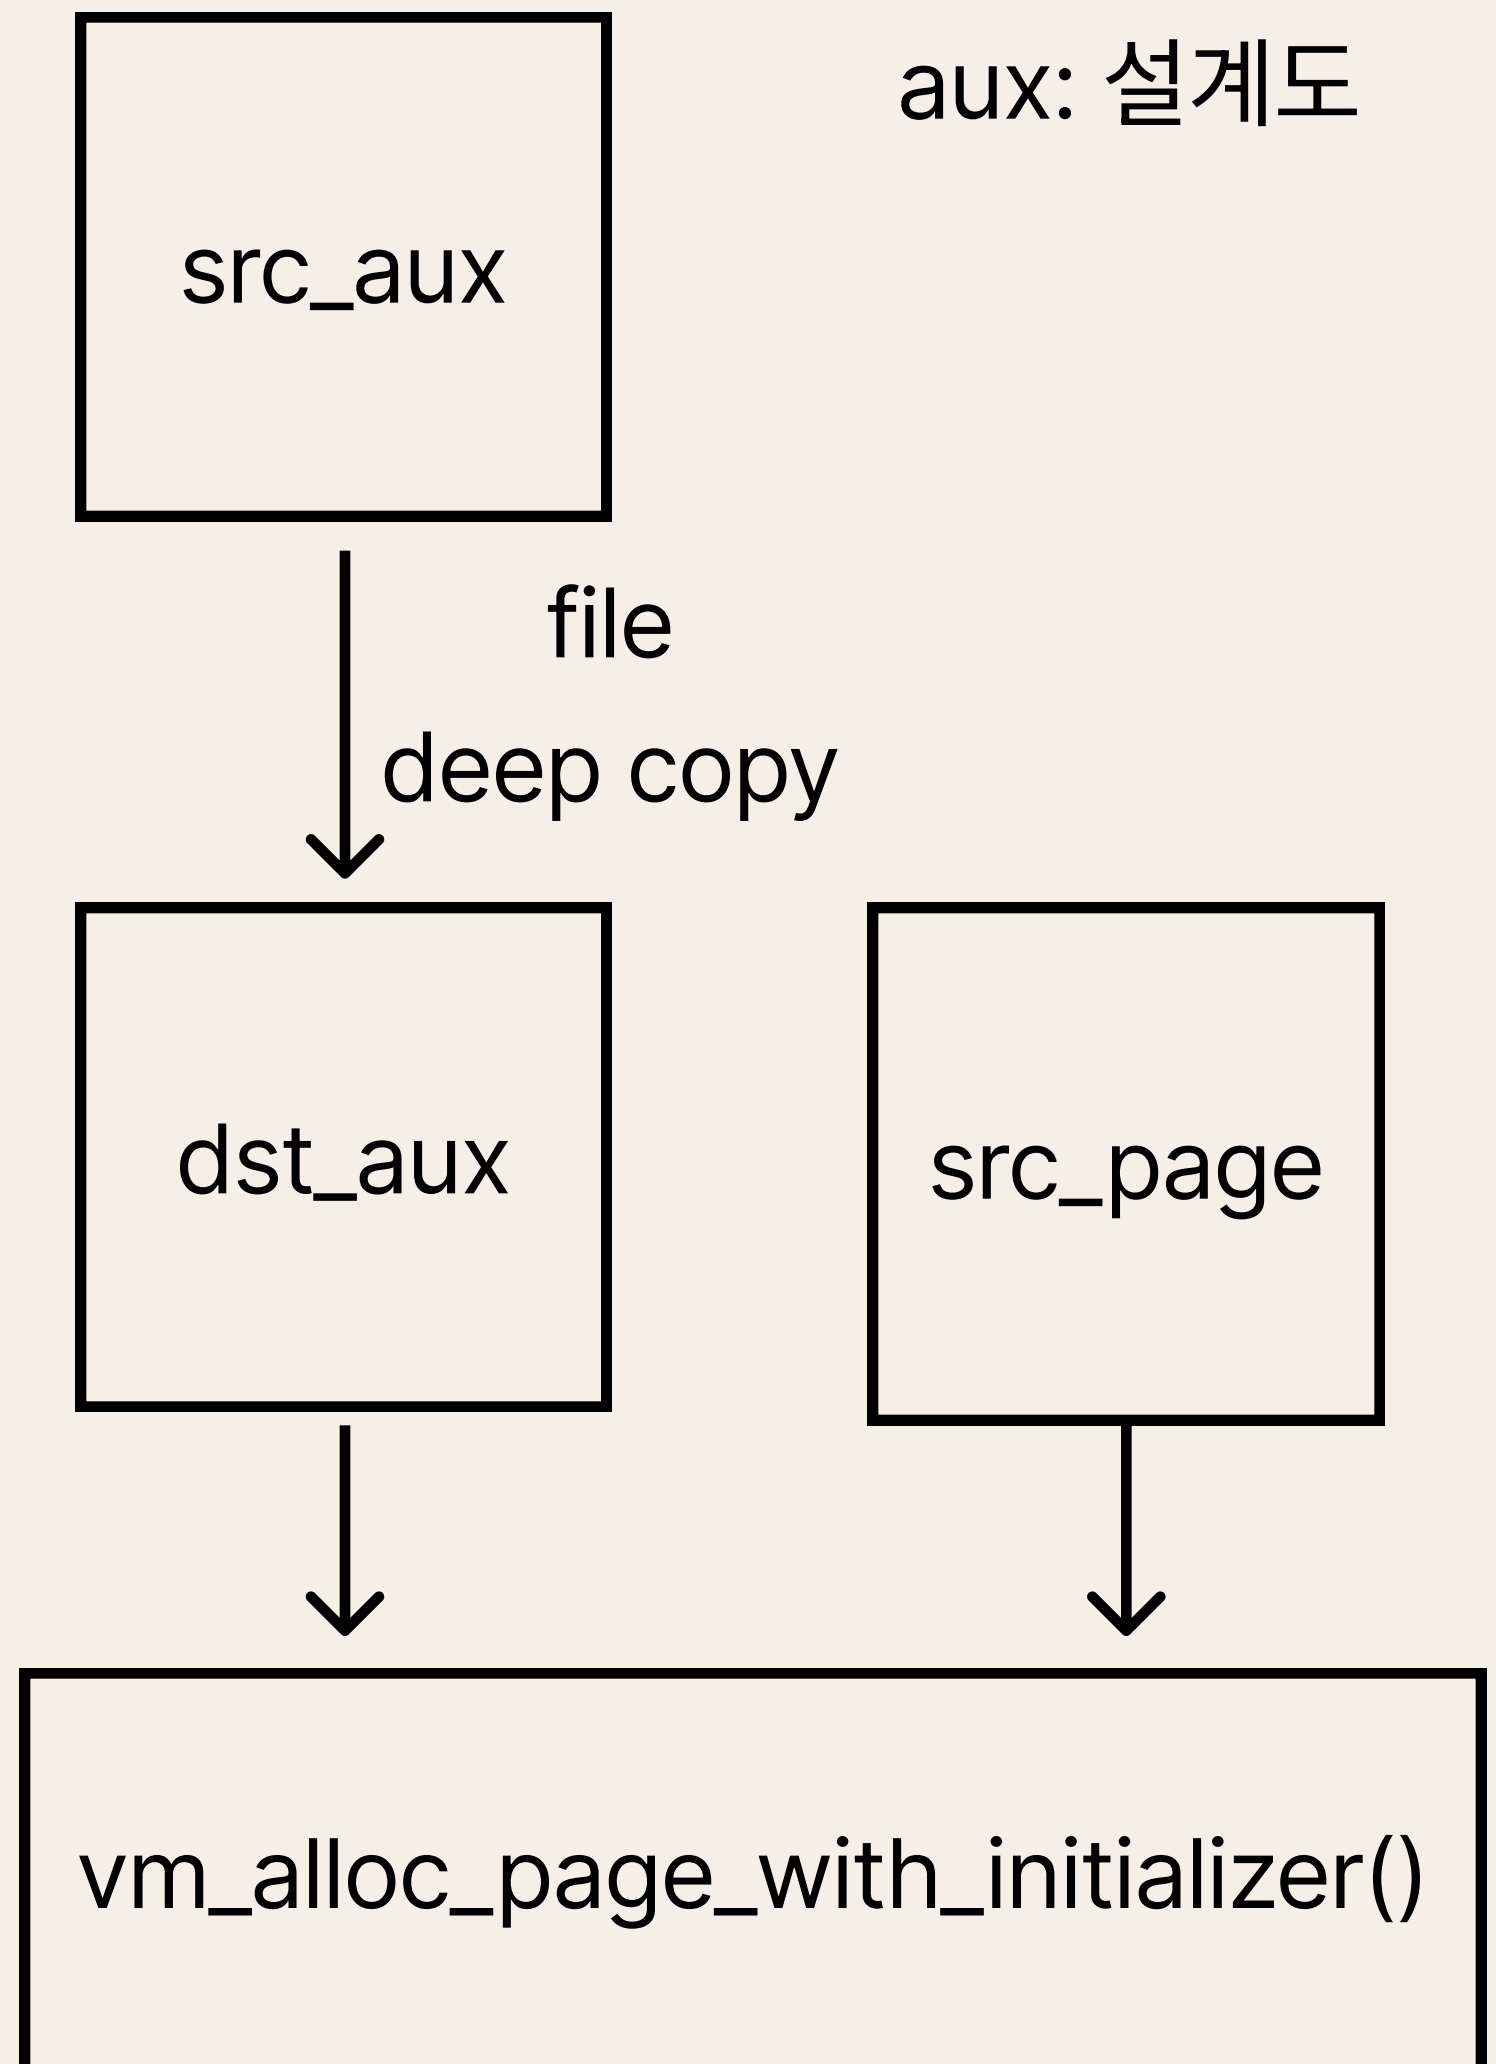 aux: 설계도
src_aux
file
deep copy
dst_aux
src_page
vm_alloc_page_with_initializer()